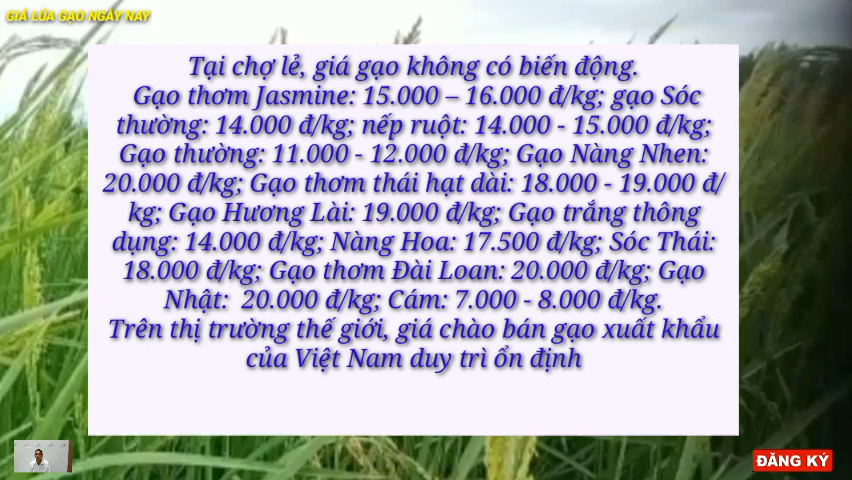 GIÁ LÚA GẠO NGÀY NAY
Tại chợ lẻ, giá gạo không có biến động.
Gạo thơm Jasmine: 15.000 – 16.000 đ/kg; gạo Sóc
thường: 14.000 đ/kg; nếp ruột: 14.000 - 15.000 đ/kg;
Gạo thường: 11.000 - 12.000 đ/kg; Gạo Nàng Nhen:
20.000 đ/kg; Gạo thơm thái hạt dài: 18.000 - 19.000 đ/
kg; Gạo Hương Lài: 19.000 đ/kg; Gạo trắng thông
dụng: 14.000 đ/kg; Nàng Hoa: 17.500 đ/kg; Sóc Thái:
18.000 đ/kg; Gạo thơm Đài Loan: 20.000 đ/kg; Gạo
Nhật: 20.000 đ/kg; Cám: 7.000 - 8.000 đ/kg.
Trên thị trường thế giới, giá chào bán gạo xuất khẩu
của Việt Nam duy trì ổn định
ĐĂNG KÝ